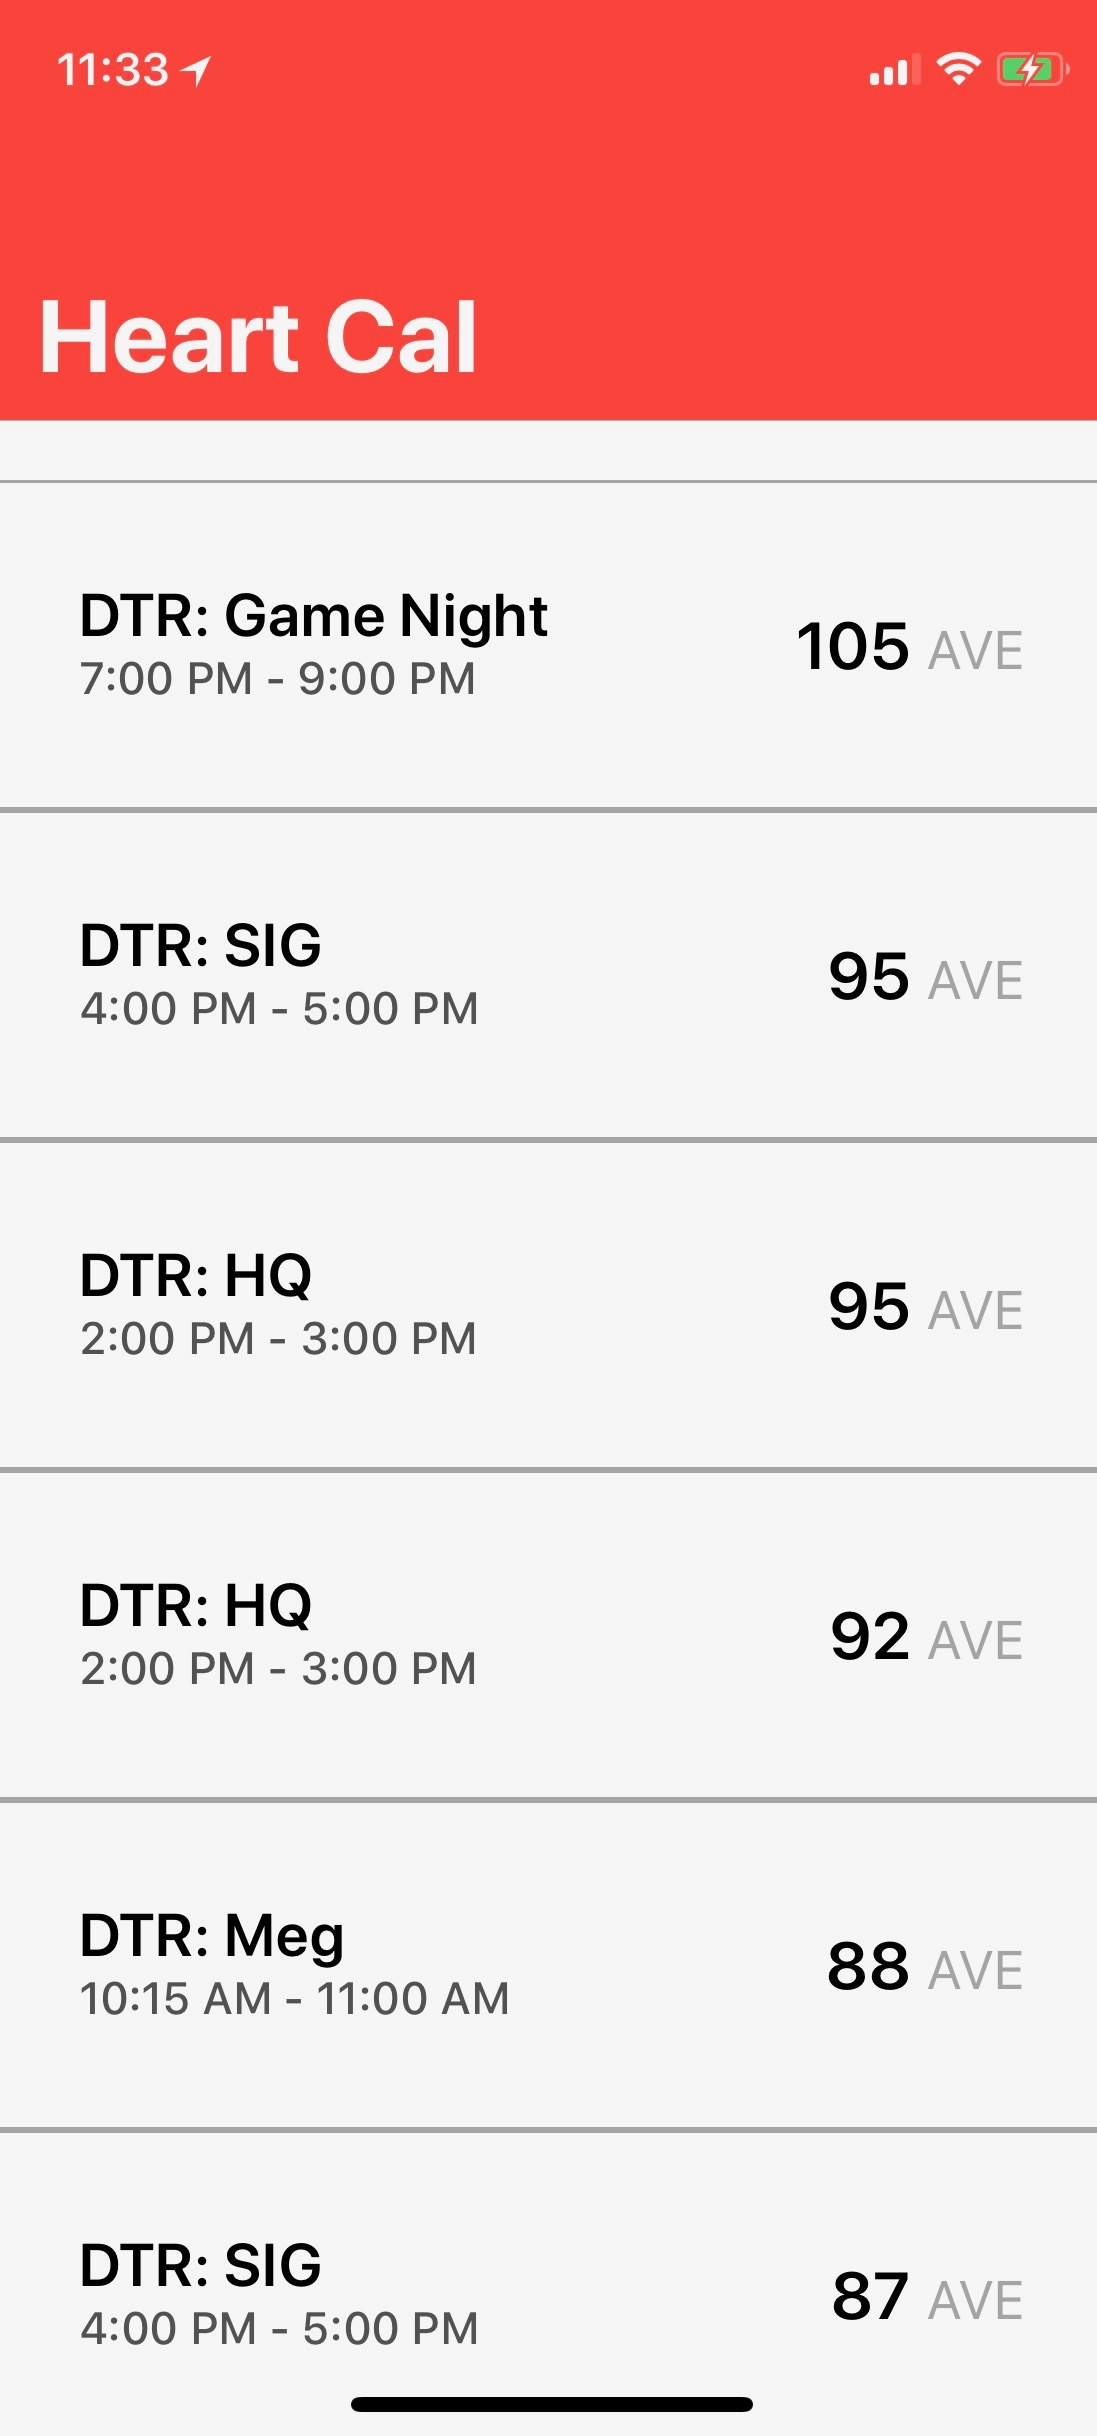 11:33
Heart Cal
DTR: Game Night
7:00 PM - 9:00 PM
105 AVE
DTR: SIG
4:00 PM - 5:00 PM
95 AVE
DTR: HQ
2:00 PM - 3:00 PM
95 AVE
DTR: HQ
2:00 PM - 3:00 PM
92 AVE
DTR: Meg
10:15 AM - 11:00 AM
88 AVE
DTR: SIG
4:00 PM - 5:00 PM
87 AVE